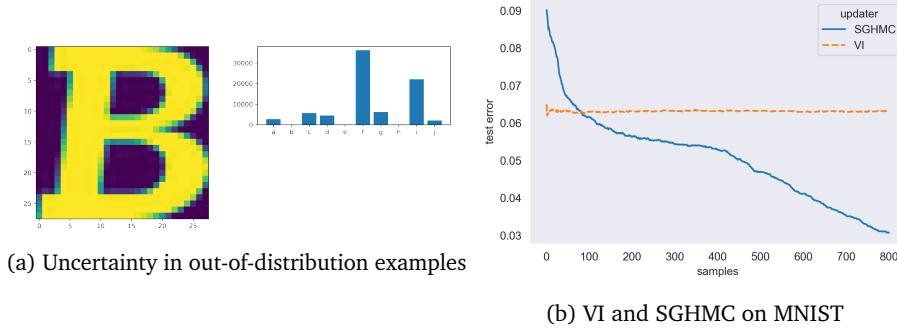 0
5
10
15
20
25
0 5 10 15 20 25
30000
20000
10000
0
a b c d e f g h i j
(a) Uncertainty in out-of-distribution examples
updater
SGHMC
VI
0.09
0.08
0.07
0.06
0.05
0.04
0.03
test error
0 100 200 300 400 500 600 700 800
samples
(b) VI and SGHMC on MNIST
B